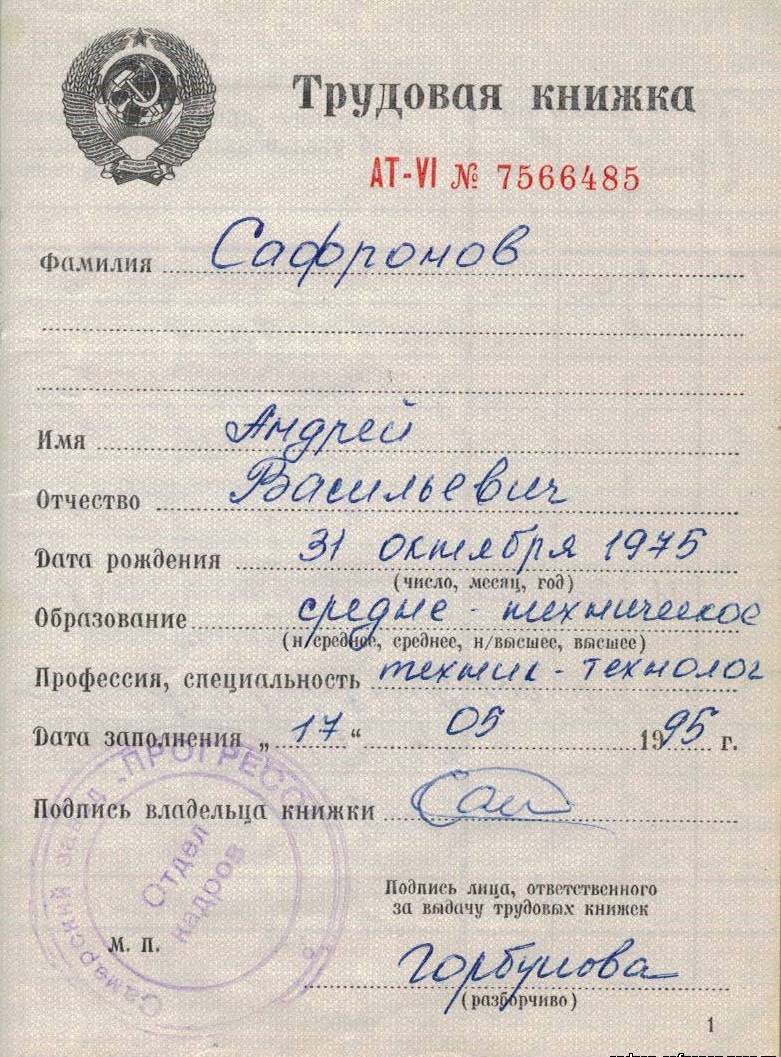 Трудовая книжка
АТ-VI № 7566485
Фамилия Сафронов
Имя Андрей
Отчество Васильевич
Дата рождения 31 октября 1975
(число, месяц, год)
Образование средне - техническое
(н/среднее, среднее, н/высшее, высшее)
Профессия, специальность техник - технолог
Дата заполнения „ 17 “ 05 1995 г.
Подпись владельца книжки
Самарский завод „ПРОГРЕСС“
Отдел
кадров
Подпись лица, ответственного
за выдачу трудовых книжек
М. П.
Горбунова
(разборчиво)
1